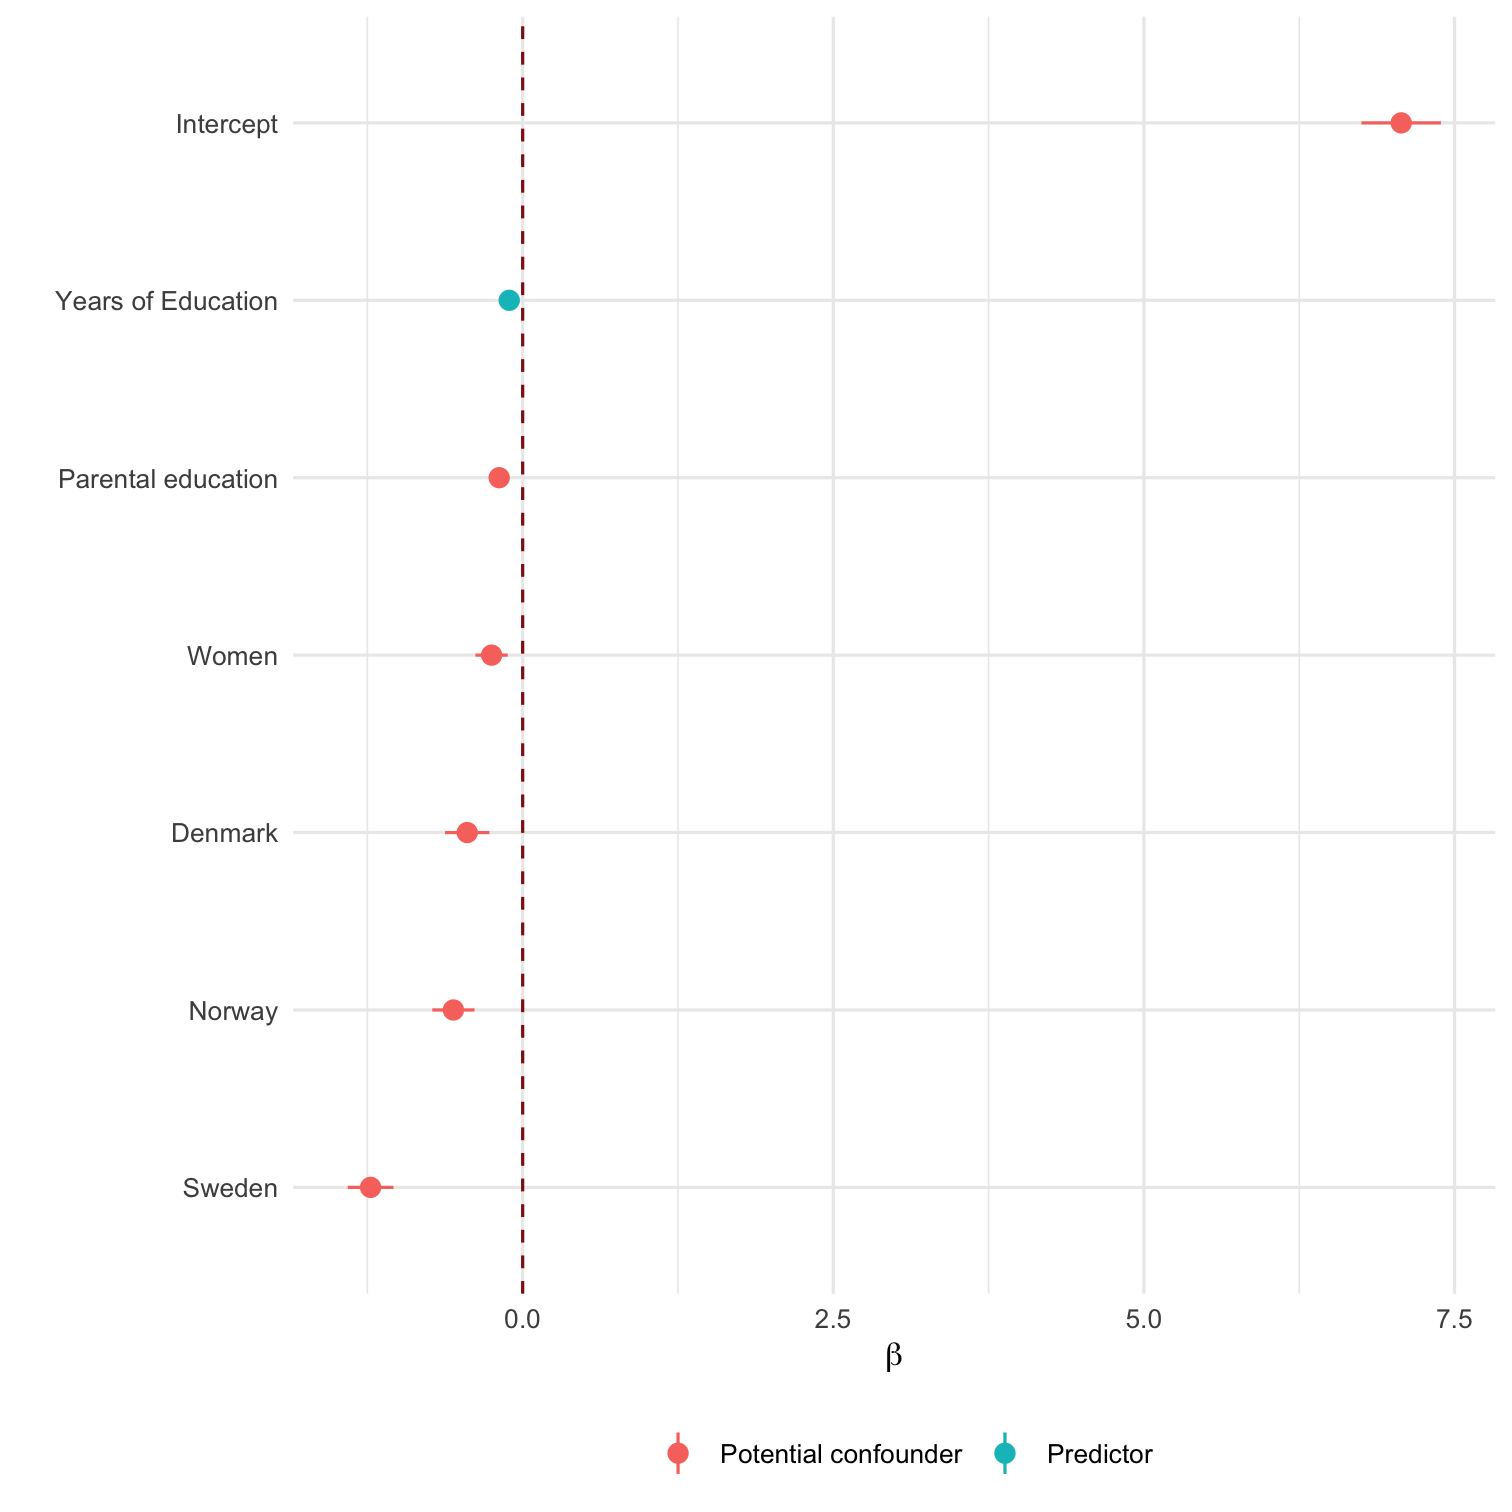 Intercept
Years of Education
Parental education
Women
Denmark
Norway
Sweden
0.0 2.5 5.0 7.5
β
Potential confounder Predictor